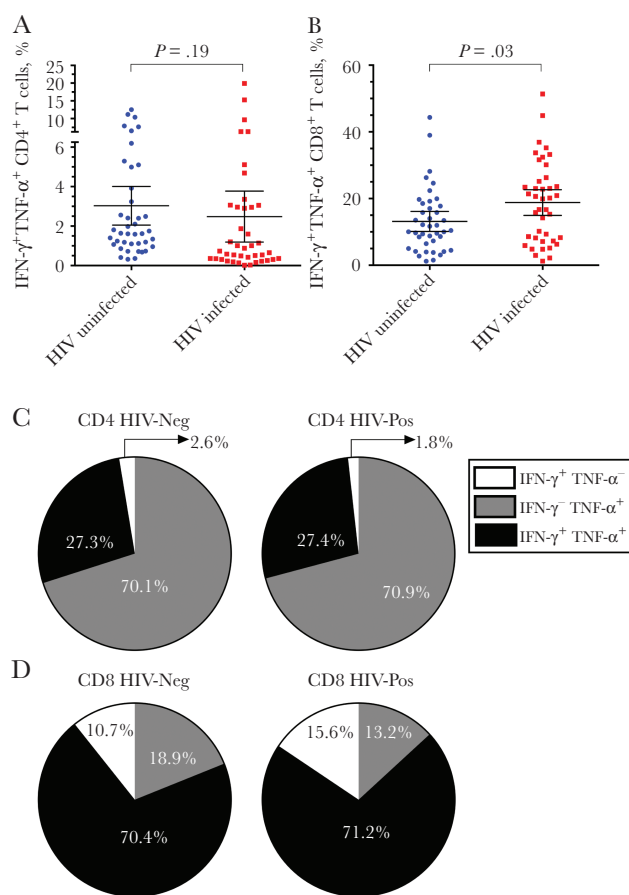 A
P = .19
IFN-γ⁺TNF-α⁺ CD4⁺ T cells, %
25
20
15
10
5
6
4
2
0
HIV uninfected
HIV infected
B
P = .03
IFN-γ⁺TNF-α⁺ CD8⁺ T cells, %
60
40
20
0
HIV uninfected
HIV infected
C
CD4 HIV-Neg
2.6%
27.3%
70.1%
CD4 HIV-Pos
1.8%
27.4%
70.9%
IFN-γ⁺ TNF-α⁻
IFN-γ⁻ TNF-α⁺
IFN-γ⁺ TNF-α⁺
D
CD8 HIV-Neg
10.7%
18.9%
70.4%
CD8 HIV-Pos
15.6%
13.2%
71.2%